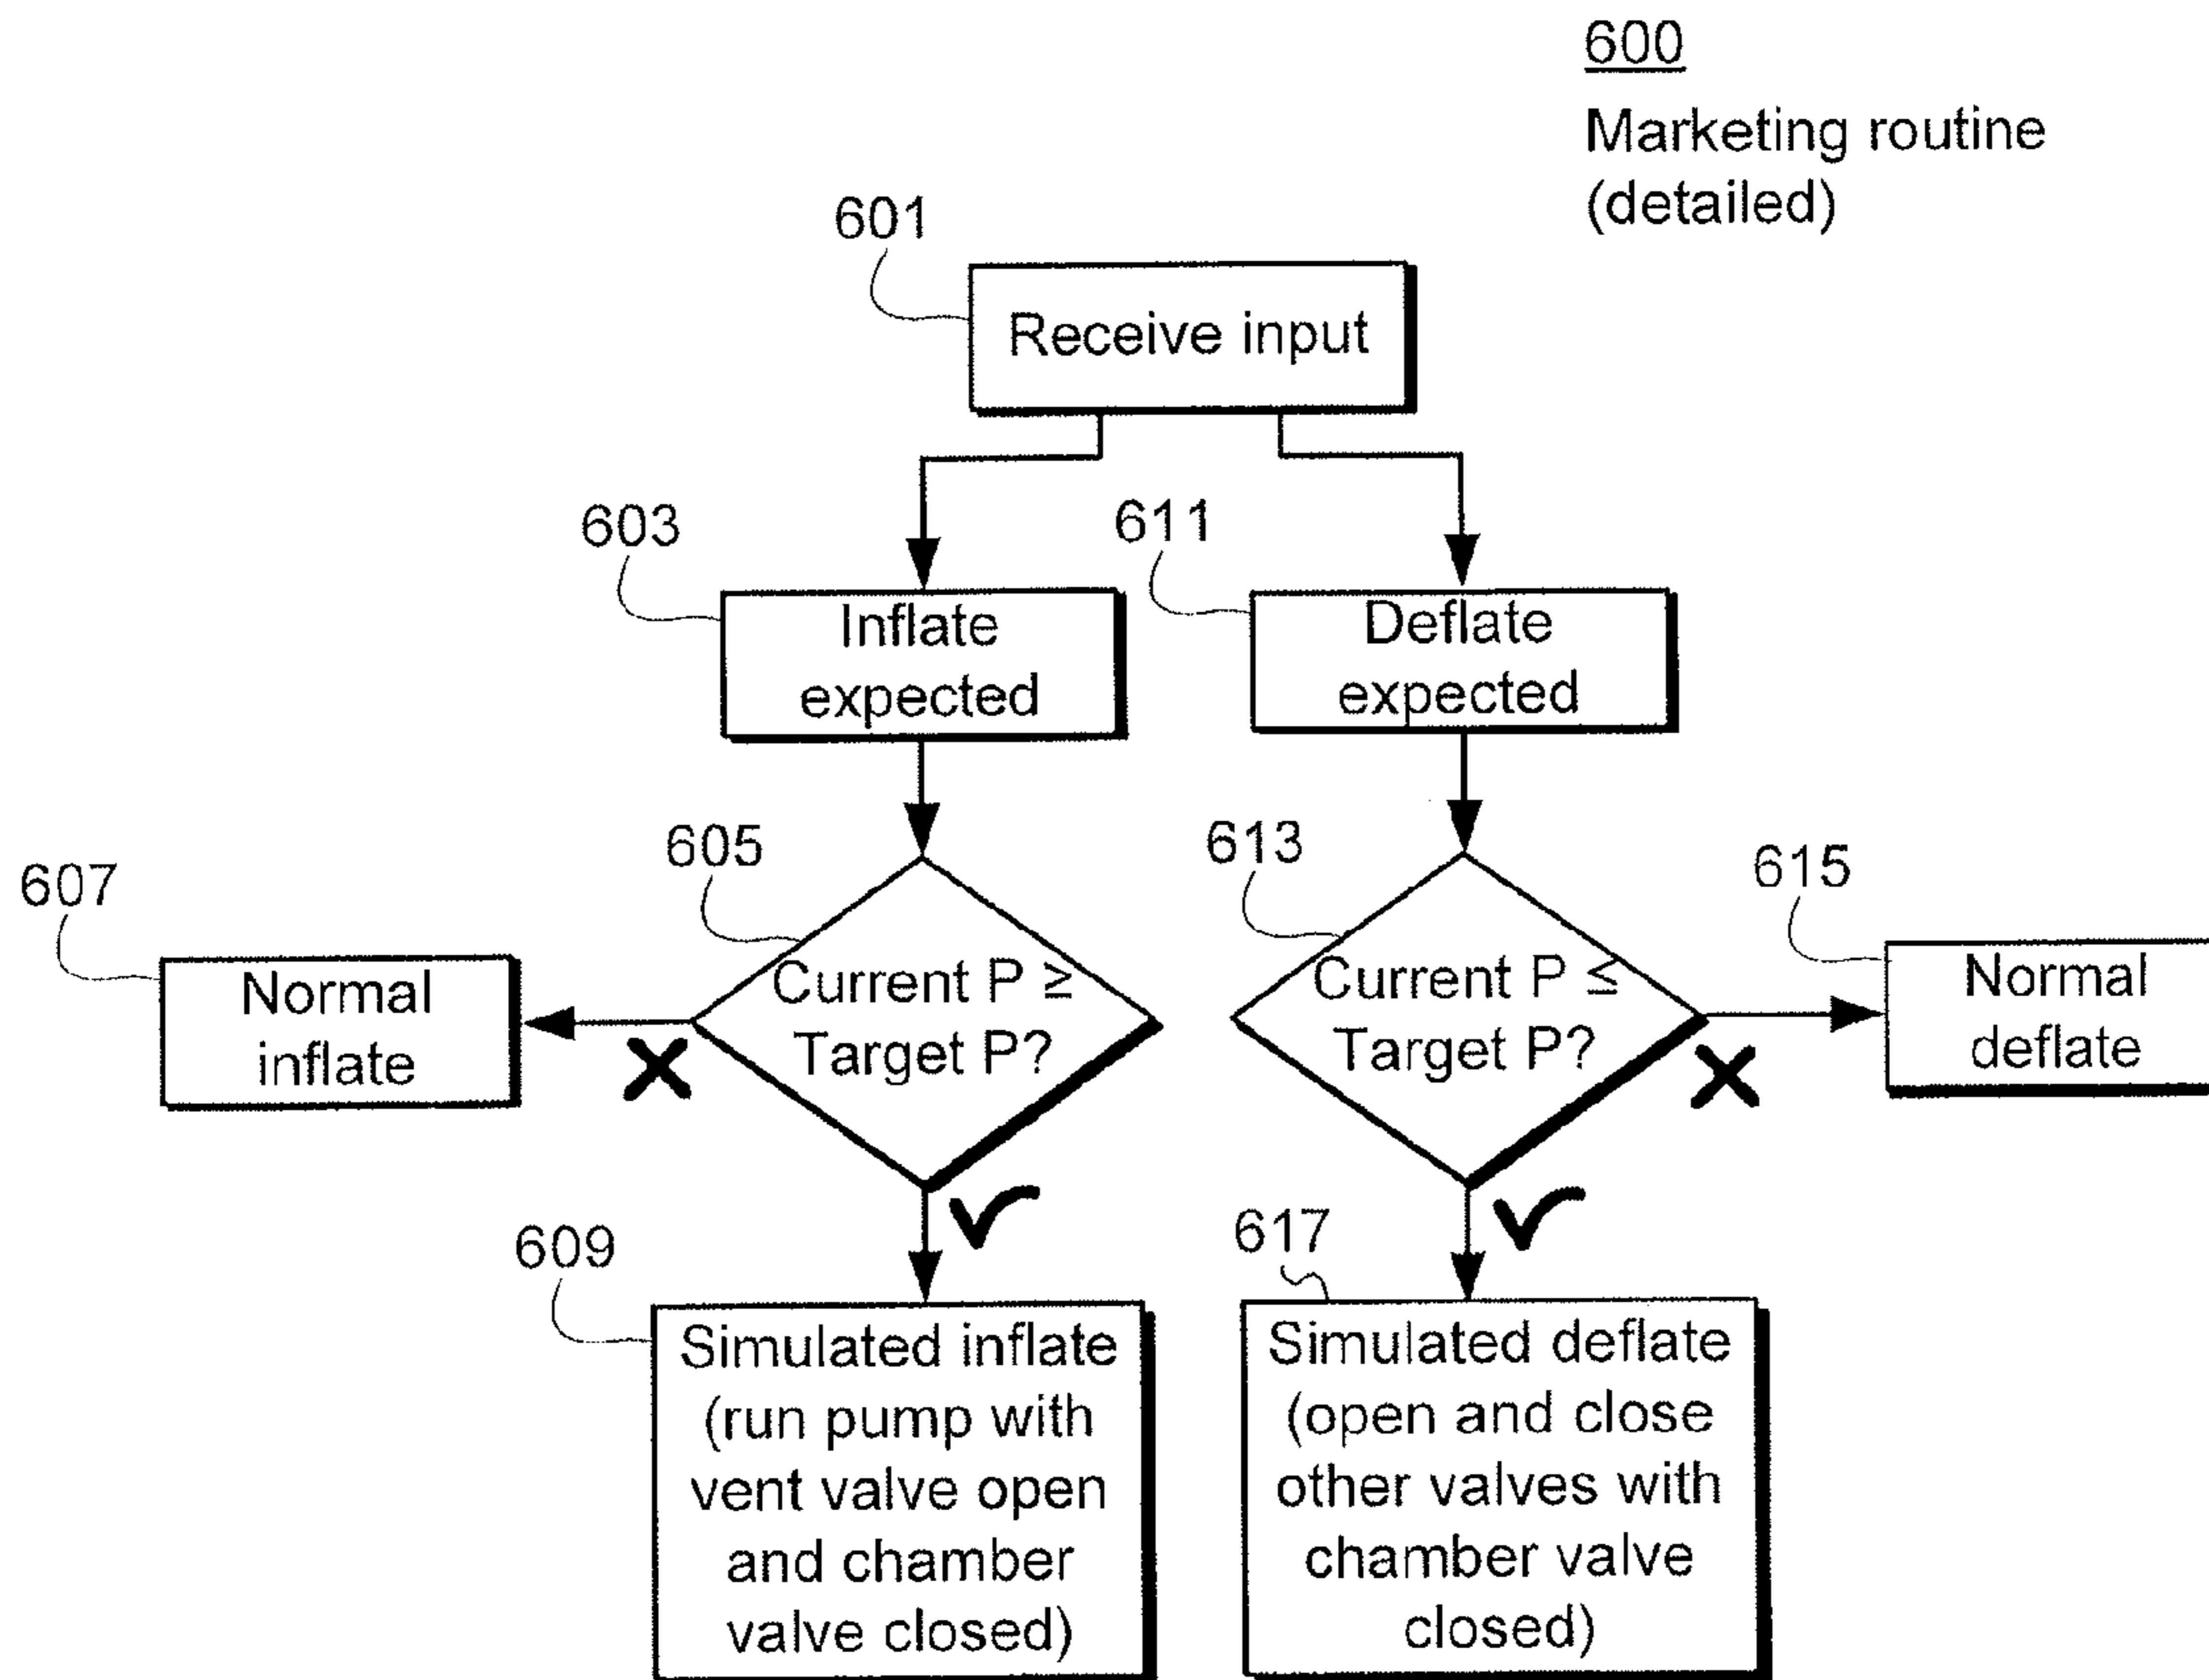 600
Marketing routine
(detailed)
601
Receive input
603
Inflate
expected
611
Deflate
expected
605
Current P ≥
Target P?
607
Normal
inflate
613
Current P ≤
Target P?
615
Normal
deflate
609
Simulated inflate
(run pump with
vent valve open
and chamber
valve closed)
617
Simulated deflate
(open and close
other valves with
chamber valve
closed)